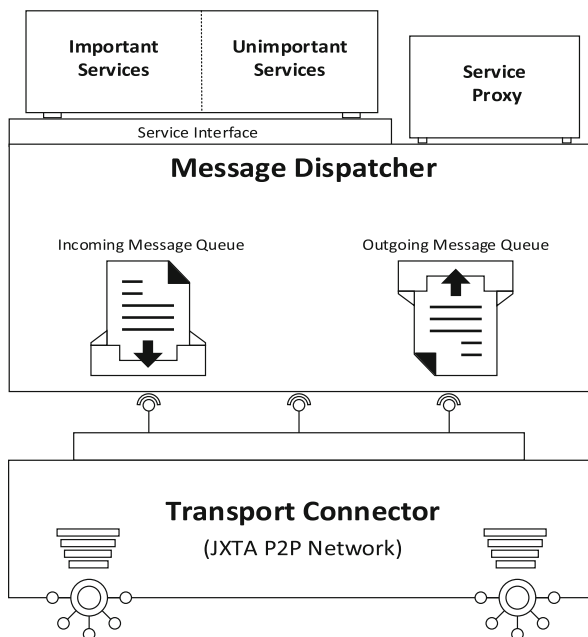 Important
Services
Unimportant
Services
Service
Proxy
Service Interface
Message Dispatcher
Incoming Message Queue
Outgoing Message Queue
Transport Connector
(JXTA P2P Network)